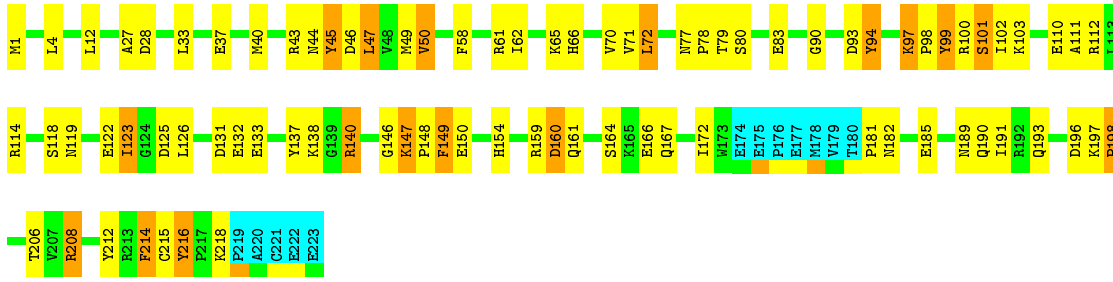 M1 L4 L12 A27 D28 L33 E37 M40 R43 N44 Y45 D46 L47 V48 M49 V50 F58 R61 I62 K65 H66 V70 V71 L72 N77 P78 T79 S80 E83 G90 D93 Y94 K97 P98 Y99 R100 S101 I102 K103 E110 A111 R112
R114 S118 N119 E122 I123 G124 D125 L126 D131 E132 E133 Y137 K138 G139 R140 G146 K147 P148 F149 E150 H154 R159 D160 Q161 S164 K165 E166 Q167 I172 W173 E174 E175 P176 E177 M178 V179 T180 P181 N182 E185 N189 Q190 I191 R192 Q193 D196 K197
T206 V207 R208 Y212 R213 F214 C215 Y216 P217 K218 P219 A220 C221 E222 E223